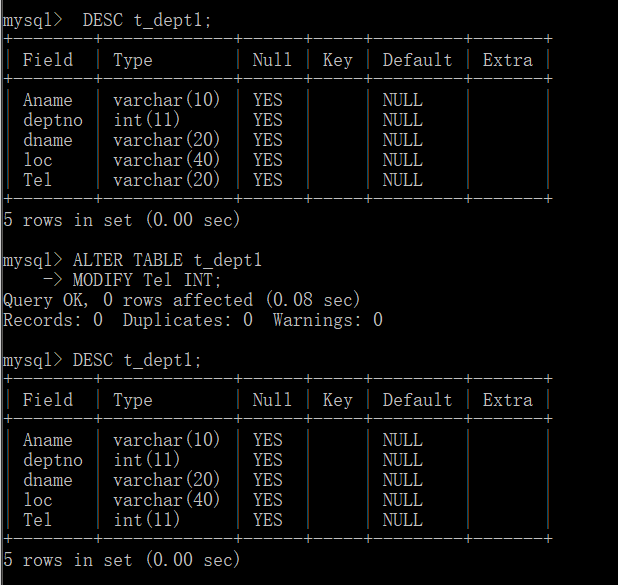 mysql>  DESC t_dept1;
+--------+-------------+------+-----+---------+-------+
| Field  | Type        | Null | Key | Default | Extra |
+--------+-------------+------+-----+---------+-------+
| Aname  | varchar(10) | YES  |     | NULL    |       |
| deptno | int(11)     | YES  |     | NULL    |       |
| dname  | varchar(20) | YES  |     | NULL    |       |
| loc    | varchar(40) | YES  |     | NULL    |       |
| Tel    | varchar(20) | YES  |     | NULL    |       |
+--------+-------------+------+-----+---------+-------+
5 rows in set (0.00 sec)

mysql> ALTER TABLE t_dept1
    -> MODIFY Tel INT;
Query OK, 0 rows affected (0.08 sec)
Records: 0  Duplicates: 0  Warnings: 0

mysql> DESC t_dept1;
+--------+-------------+------+-----+---------+-------+
| Field  | Type        | Null | Key | Default | Extra |
+--------+-------------+------+-----+---------+-------+
| Aname  | varchar(10) | YES  |     | NULL    |       |
| deptno | int(11)     | YES  |     | NULL    |       |
| dname  | varchar(20) | YES  |     | NULL    |       |
| loc    | varchar(40) | YES  |     | NULL    |       |
| Tel    | int(11)     | YES  |     | NULL    |       |
+--------+-------------+------+-----+---------+-------+
5 rows in set (0.00 sec)